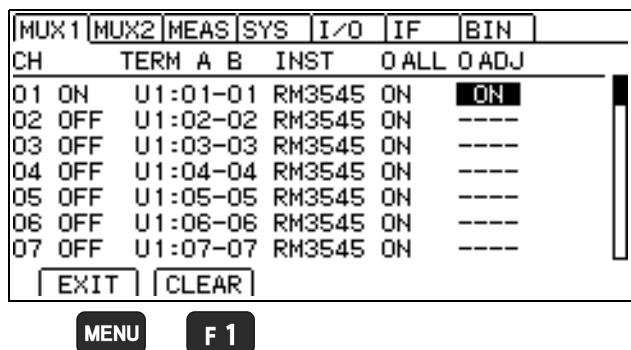 MUX1 MUX2 MEAS SYS I/O IF BIN
CH TERM A B INST 0 ALL 0 ADJ
01 ON U1:01-01 RM3545 ON ON
02 OFF U1:02-02 RM3545 ON ----
03 OFF U1:03-03 RM3545 ON ----
04 OFF U1:04-04 RM3545 ON ----
05 OFF U1:05-05 RM3545 ON ----
06 OFF U1:06-06 RM3545 ON ----
07 OFF U1:07-07 RM3545 ON ----
EXIT CLEAR
MENU F 1